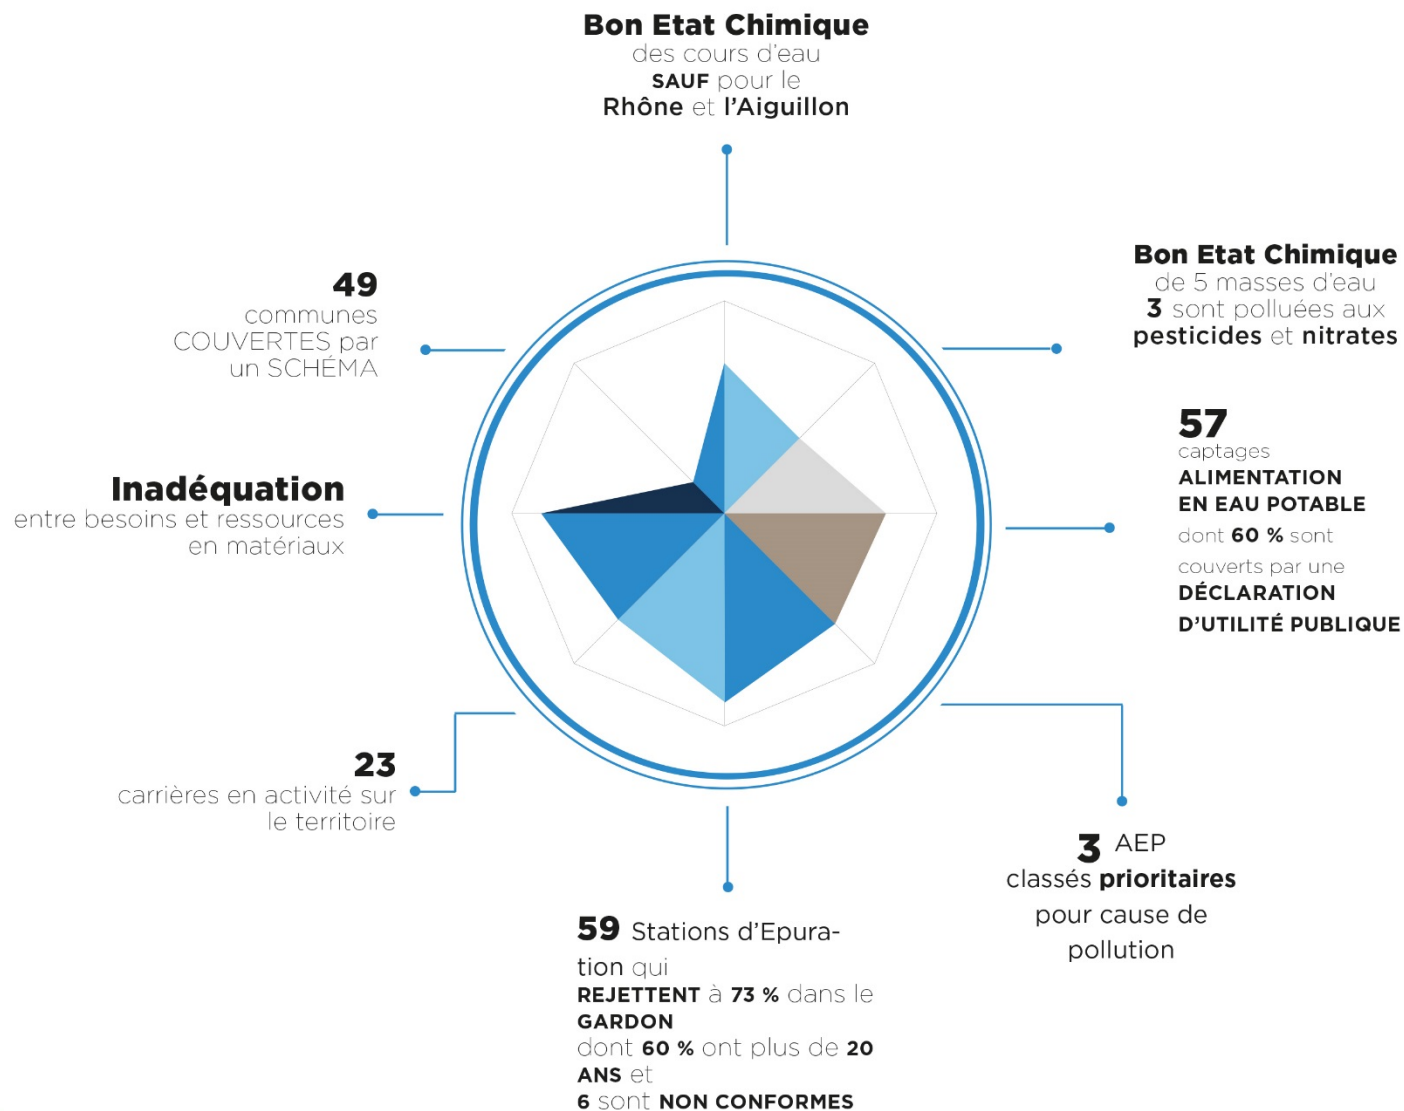 Bon Etat Chimique
des cours d'eau
SAUF pour le
Rhône et l'Aiguillon
Bon Etat Chimique
de 5 masses d'eau
3 sont polluées aux
pesticides et nitrates
57
captages
ALIMENTATION
EN EAU POTABLE
dont 60 % sont
couverts par une
DÉCLARATION
D'UTILITÉ PUBLIQUE
3 AEP
classés prioritaires
pour cause de
pollution
59 Stations d'Epura-
tion qui
REJETTENT à 73 % dans le
GARDON
dont 60 % ont plus de 20
ANS et
6 sont NON CONFORMES
23
carrières en activité sur
le territoire
Inadéquation
entre besoins et ressources
en matériaux
49
communes
COUVERTES par
un SCHÉMA